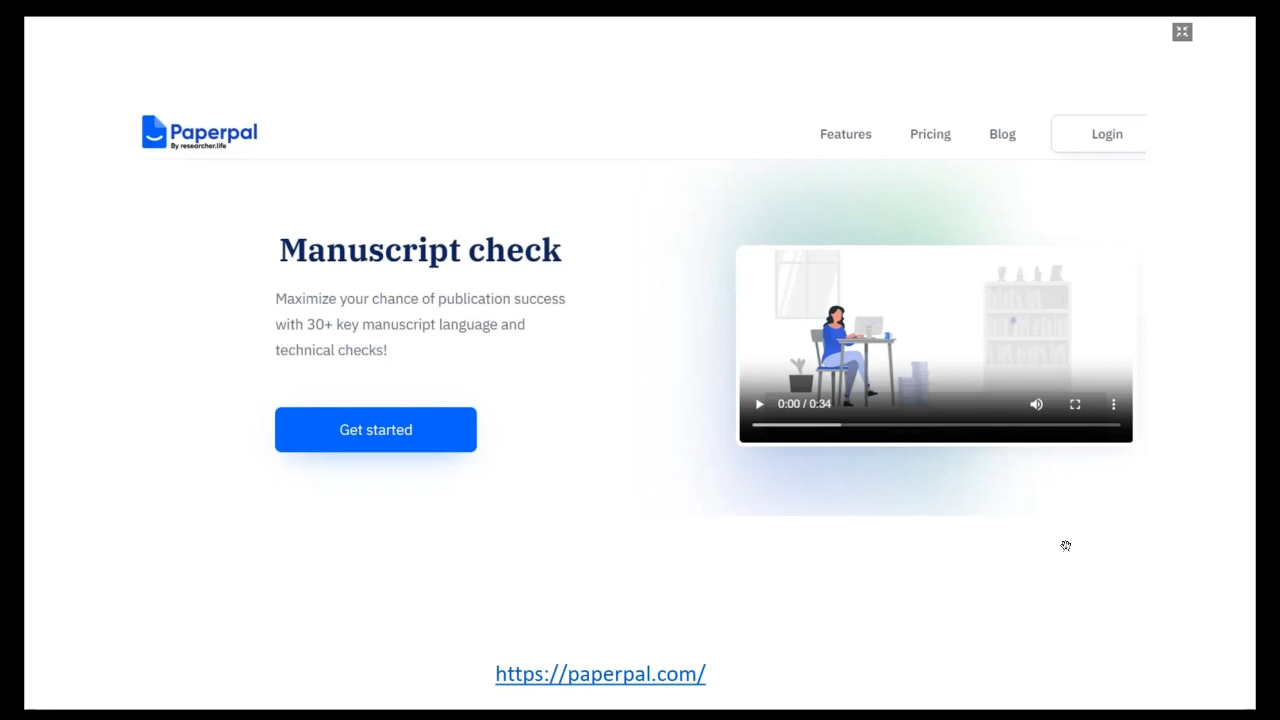 Paperpal
By researcher.life
Features Pricing Blog Login
Manuscript check
Maximize your chance of publication success
with 30+ key manuscript language and
technical checks!
Get started
0:00 / 0:34
https://paperpal.com/